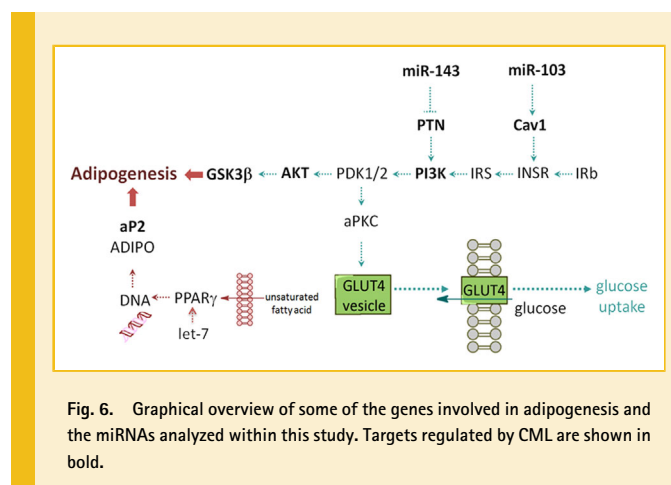 miR-143 miR-103
PTN Cav1
Adipogenesis GSK3β AKT PDK1/2 PI3K IRS INSR IRb
aP2
ADIPO
aPKC
DNA PPARγ unsaturated
fatty acid
let-7
GLUT4
vesicle
GLUT4
glucose
glucose
uptake
Fig. 6. Graphical overview of some of the genes involved in adipogenesis and
the miRNAs analyzed within this study. Targets regulated by CML are shown in
bold.